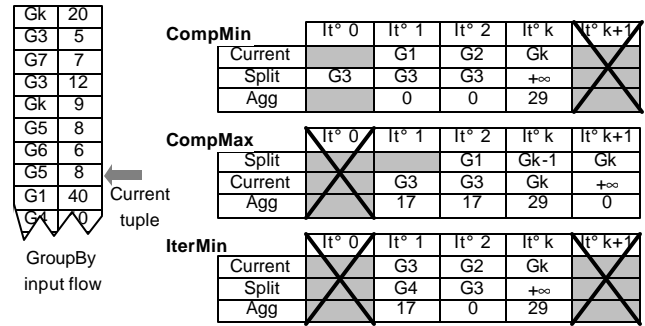 Gk 20
G3 5
G7 7
G3 12
Gk 9
G5 8
G6 6
G5 8
G1 40
Current
tuple
GroupBy
input flow
CompMin It° 0 It° 1 It° 2 It° k It° k+1
Current G1 G2 Gk
Split G3 G3 G3 +∞
Agg 0 0 29
CompMax It° 0 It° 1 It° 2 It° k It° k+1
Split G1 Gk-1 Gk
Current G3 G3 Gk +∞
Agg 17 17 29 0
IterMin It° 0 It° 1 It° 2 It° k It° k+1
Current G3 G2 Gk
Split G4 G3 +∞
Agg 17 0 29